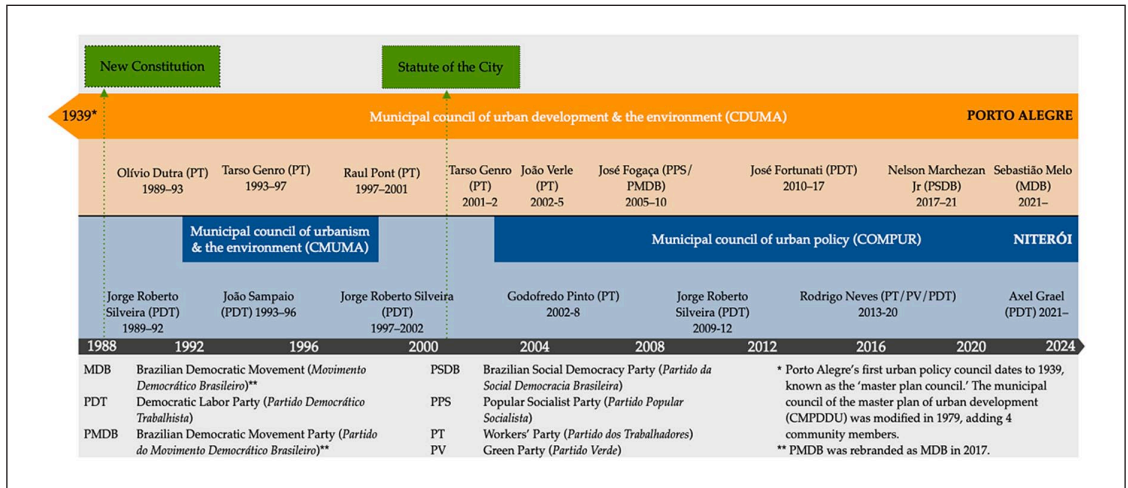 New Constitution
Statute of the City
1939*
Municipal council of urban development & the environment (CDUMA)
PORTO ALEGRE
Olívio Dutra (PT)
1989–93
Tarso Genro (PT)
1993–97
Raul Pont (PT)
1997–2001
Tarso Genro
(PT)
2001–2
João Verle
(PT)
2002-5
José Fogaça (PPS/
PMDB)
2005–10
José Fortunati (PDT)
2010–17
Nelson Marchezan
Jr (PSDB)
2017–21
Sebastião Melo
(MDB)
2021–
Municipal council of urbanism
& the environment (CMUMA)
Municipal council of urban policy (COMPUR)
NITERÓI
Jorge Roberto
Silveira (PDT)
1989–92
João Sampaio
(PDT) 1993–96
Jorge Roberto Silveira
(PDT)
1997–2002
Godofredo Pinto (PT)
2002-8
Jorge Roberto
Silveira (PDT)
2009-12
Rodrigo Neves (PT/PV/PDT)
2013-20
Axel Grael
(PDT) 2021–
1988 1992 1996 2000 2004 2008 2012 2016 2020 2024
MDB Brazilian Democratic Movement (Movimento
Democrático Brasileiro)**
PDT Democratic Labor Party (Partido Democrático
Trabalhista)
PMDB Brazilian Democratic Movement Party (Partido
do Movimento Democrático Brasileiro)**
PSDB Brazilian Social Democracy Party (Partido da
Social Democracia Brasileira)
PPS Popular Socialist Party (Partido Popular
Socialista)
PT Workers' Party (Partido dos Trabalhadores)
PV Green Party (Partido Verde)
* Porto Alegre's first urban policy council dates to 1939,
known as the 'master plan council.' The municipal
council of the master plan of urban development
(CMPDDU) was modified in 1979, adding 4
community members.
** PMDB was rebranded as MDB in 2017.